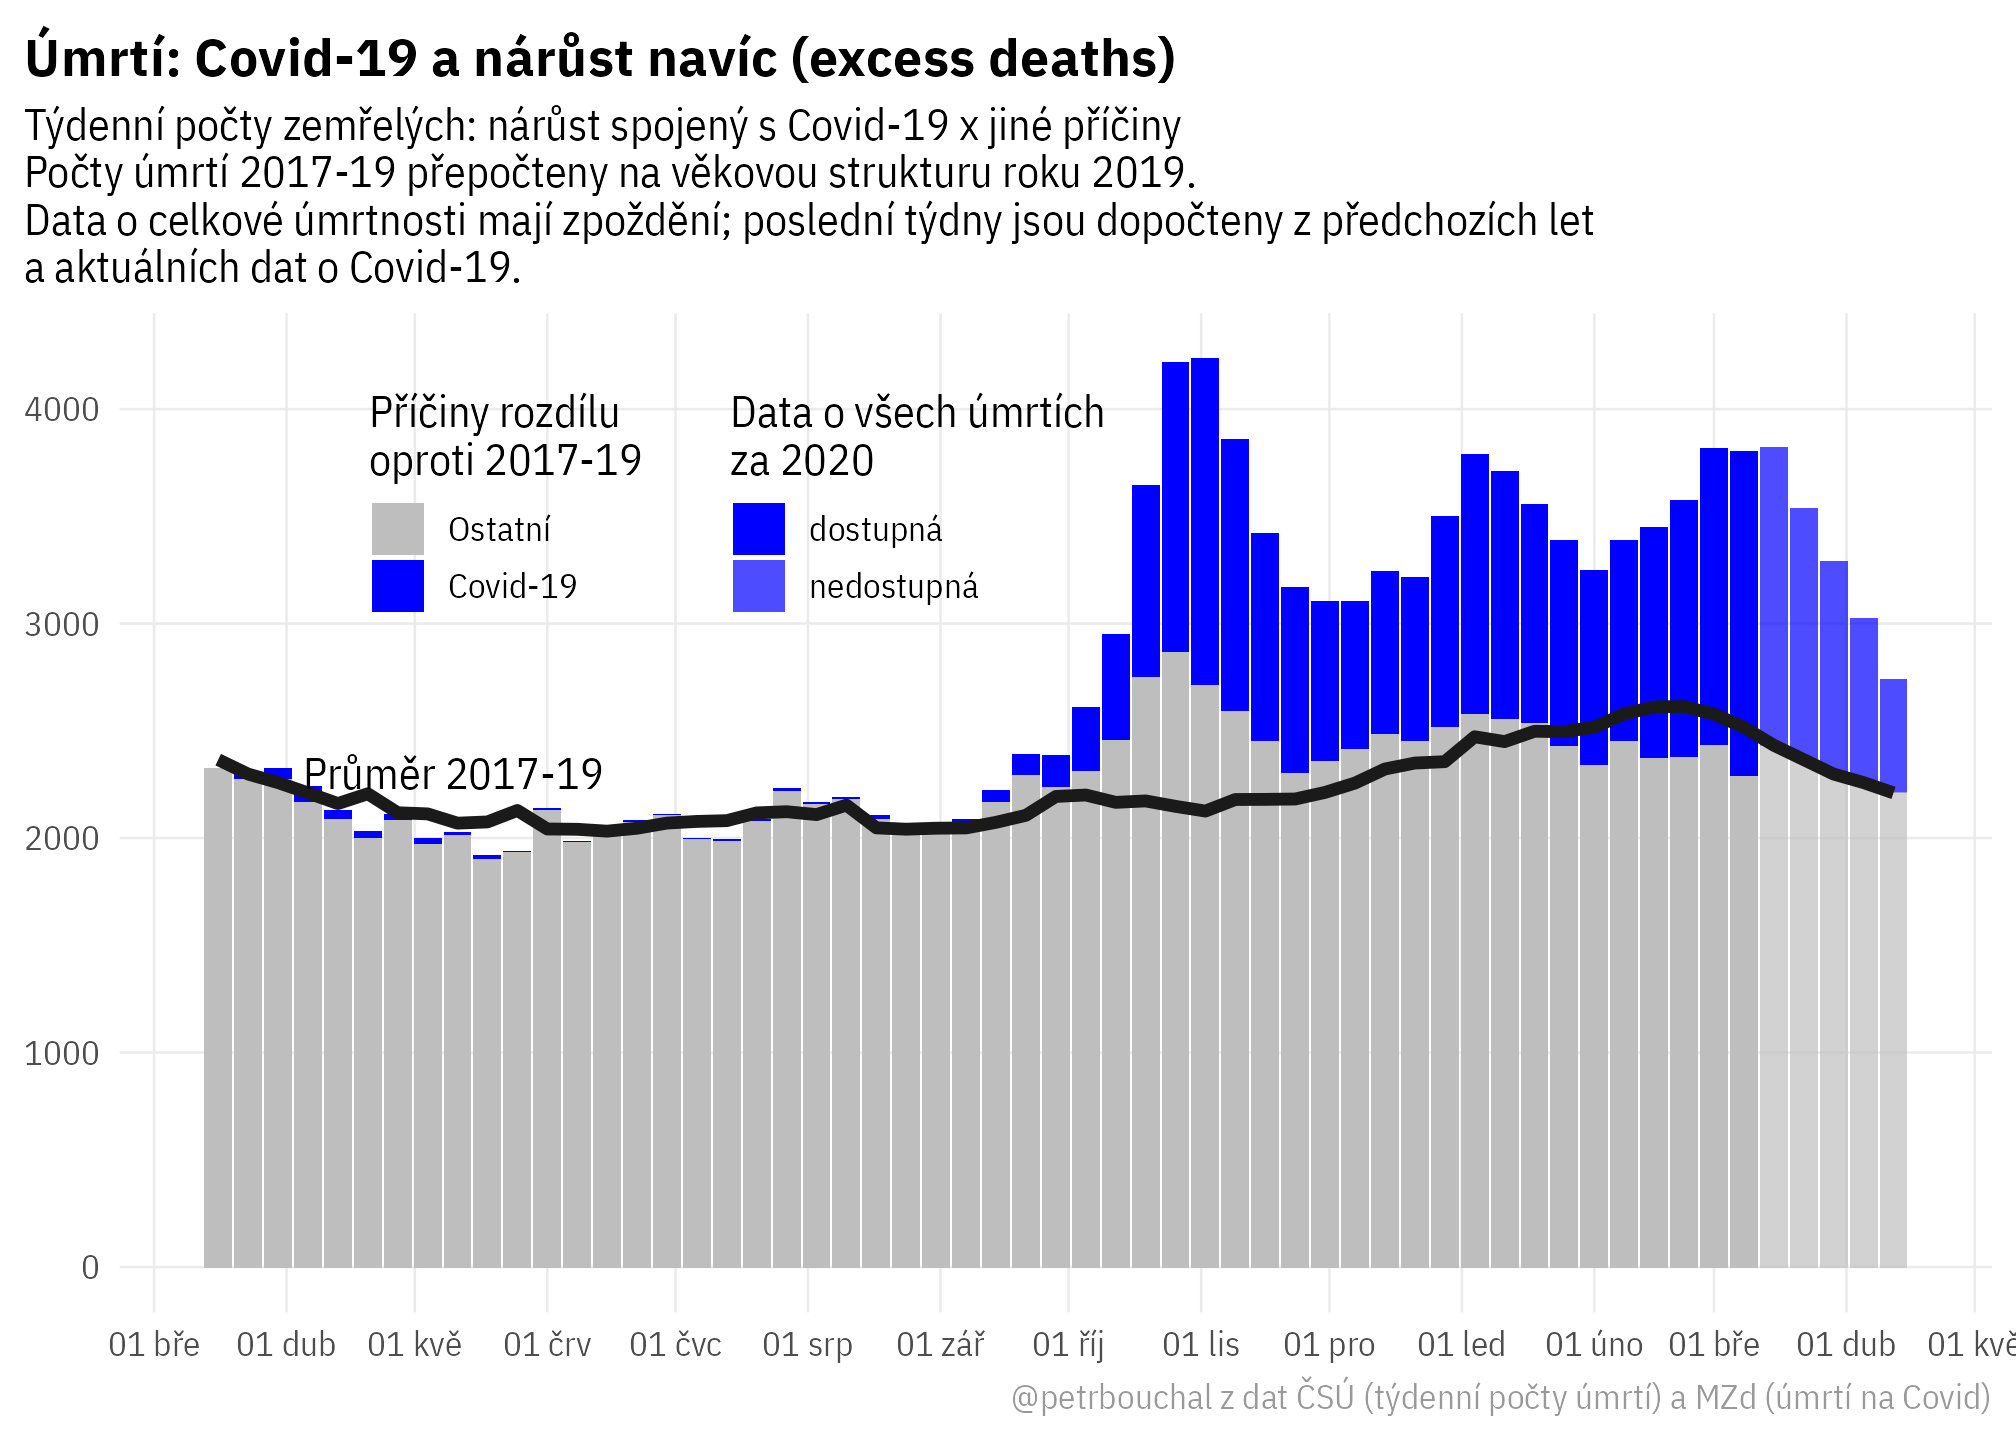 Úmrtí: Covid-19 a nárůst navíc (excess deaths)
Týdenní počty zemřelých: nárůst spojený s Covid-19 x jiné příčiny
Počty úmrtí 2017-19 přepočteny na věkovou strukturu roku 2019.
Data o celkové úmrtnosti mají zpoždění; poslední týdny jsou dopočteny z předchozích let
a aktuálních dat o Covid-19.
Příčiny rozdílu
oproti 2017-19
Ostatní
Covid-19
Data o všech úmrtích
za 2020
dostupná
nedostupná
Průměr 2017-19
4000
3000
2000
1000
0
01 bře 01 dub 01 kvě 01 črv 01 čvc 01 srp 01 zář 01 říj 01 lis 01 pro 01 led 01 úno 01 bře 01 dub 01 kvě
@petrbouchal z dat ČSÚ (týdenní počty úmrtí) a MZd (úmrtí na Covid)